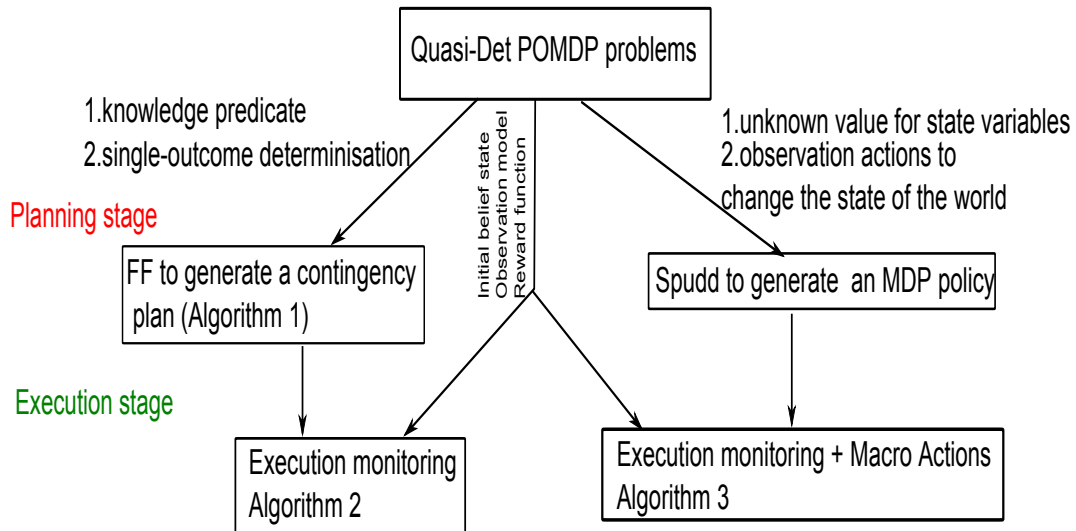 Quasi-Det POMDP problems
1.knowledge predicate
2.single-outcome determinisation
Initial belief state
Observation model
Reward function
1.unknown value for state variables
2.observation actions to
change the state of the world
Planning stage
FF to generate a contingency
plan (Algorithm 1)
Spudd to generate an MDP policy
Execution stage
Execution monitoring
Algorithm 2
Execution monitoring + Macro Actions
Algorithm 3